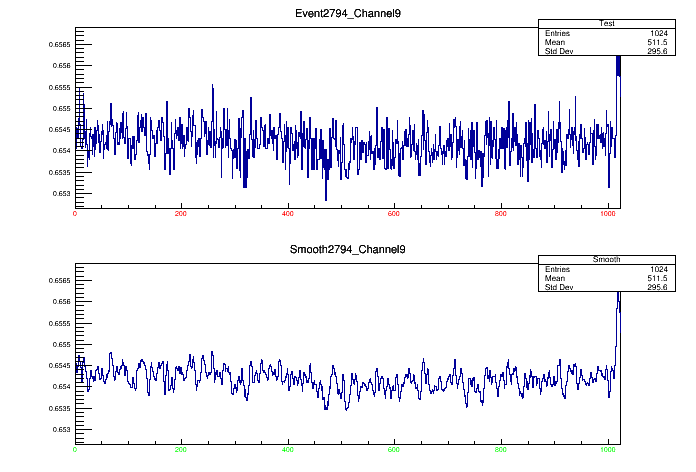 Event2794_Channel9
Test
Entries 1024
Mean 511.5
Std Dev 295.6
0.6565
0.656
0.6555
0.655
0.6545
0.654
0.6535
0.653
0 200 400 600 800 1000
Smooth2794_Channel9
Smooth
Entries 1024
Mean 511.5
Std Dev 295.6
0.6565
0.656
0.6555
0.655
0.6545
0.654
0.6535
0.653
0 200 400 600 800 1000